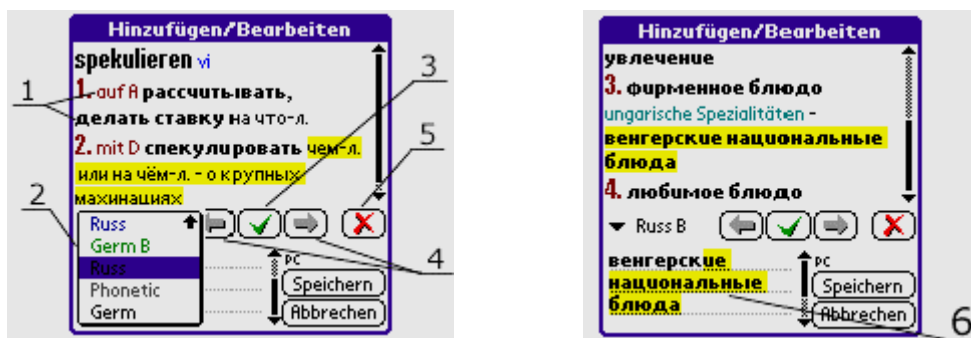 Hinzufügen/Bearbeiten
spekulieren vi
1. auf A рассчитывать,
делать ставку на что-л.
2. mit D спекулировать чем-л.
или на чём-л. - о крупных
махинациях
Russ
Germ B
Russ
Phonetic
Germ
PC
Speichern
Abbrechen
1
2
3
4
5
Hinzufügen/Bearbeiten
увлечение
3. фирменное блюдо
ungarische Spezialitäten -
венгерские национальные
блюда
4. любимое блюдо
Russ B
венгерские
национальные
блюда
PC
Speichern
Abbrechen
6